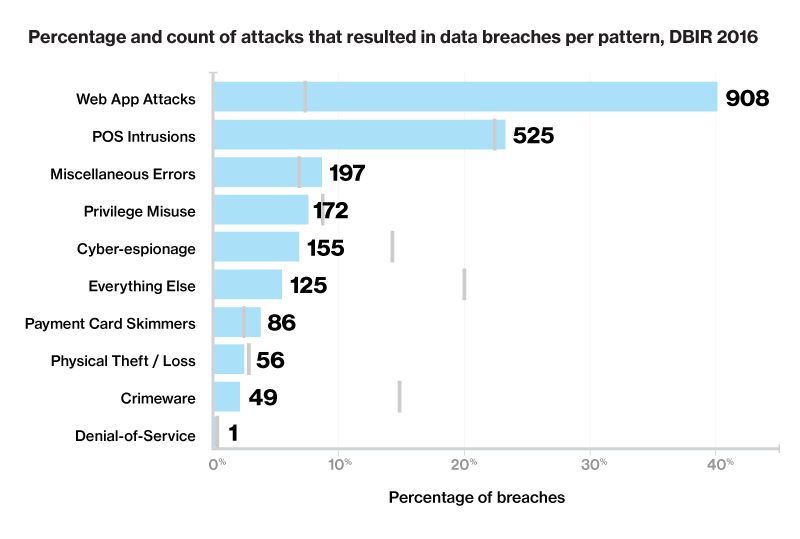 Percentage and count of attacks that resulted in data breaches per pattern, DBIR 2016
Web App Attacks 908
POS Intrusions 525
Miscellaneous Errors 197
Privilege Misuse 172
Cyber-espionage 155
Everything Else 125
Payment Card Skimmers 86
Physical Theft / Loss 56
Crimeware 49
Denial-of-Service 1
0% 10% 20% 30% 40%
Percentage of breaches